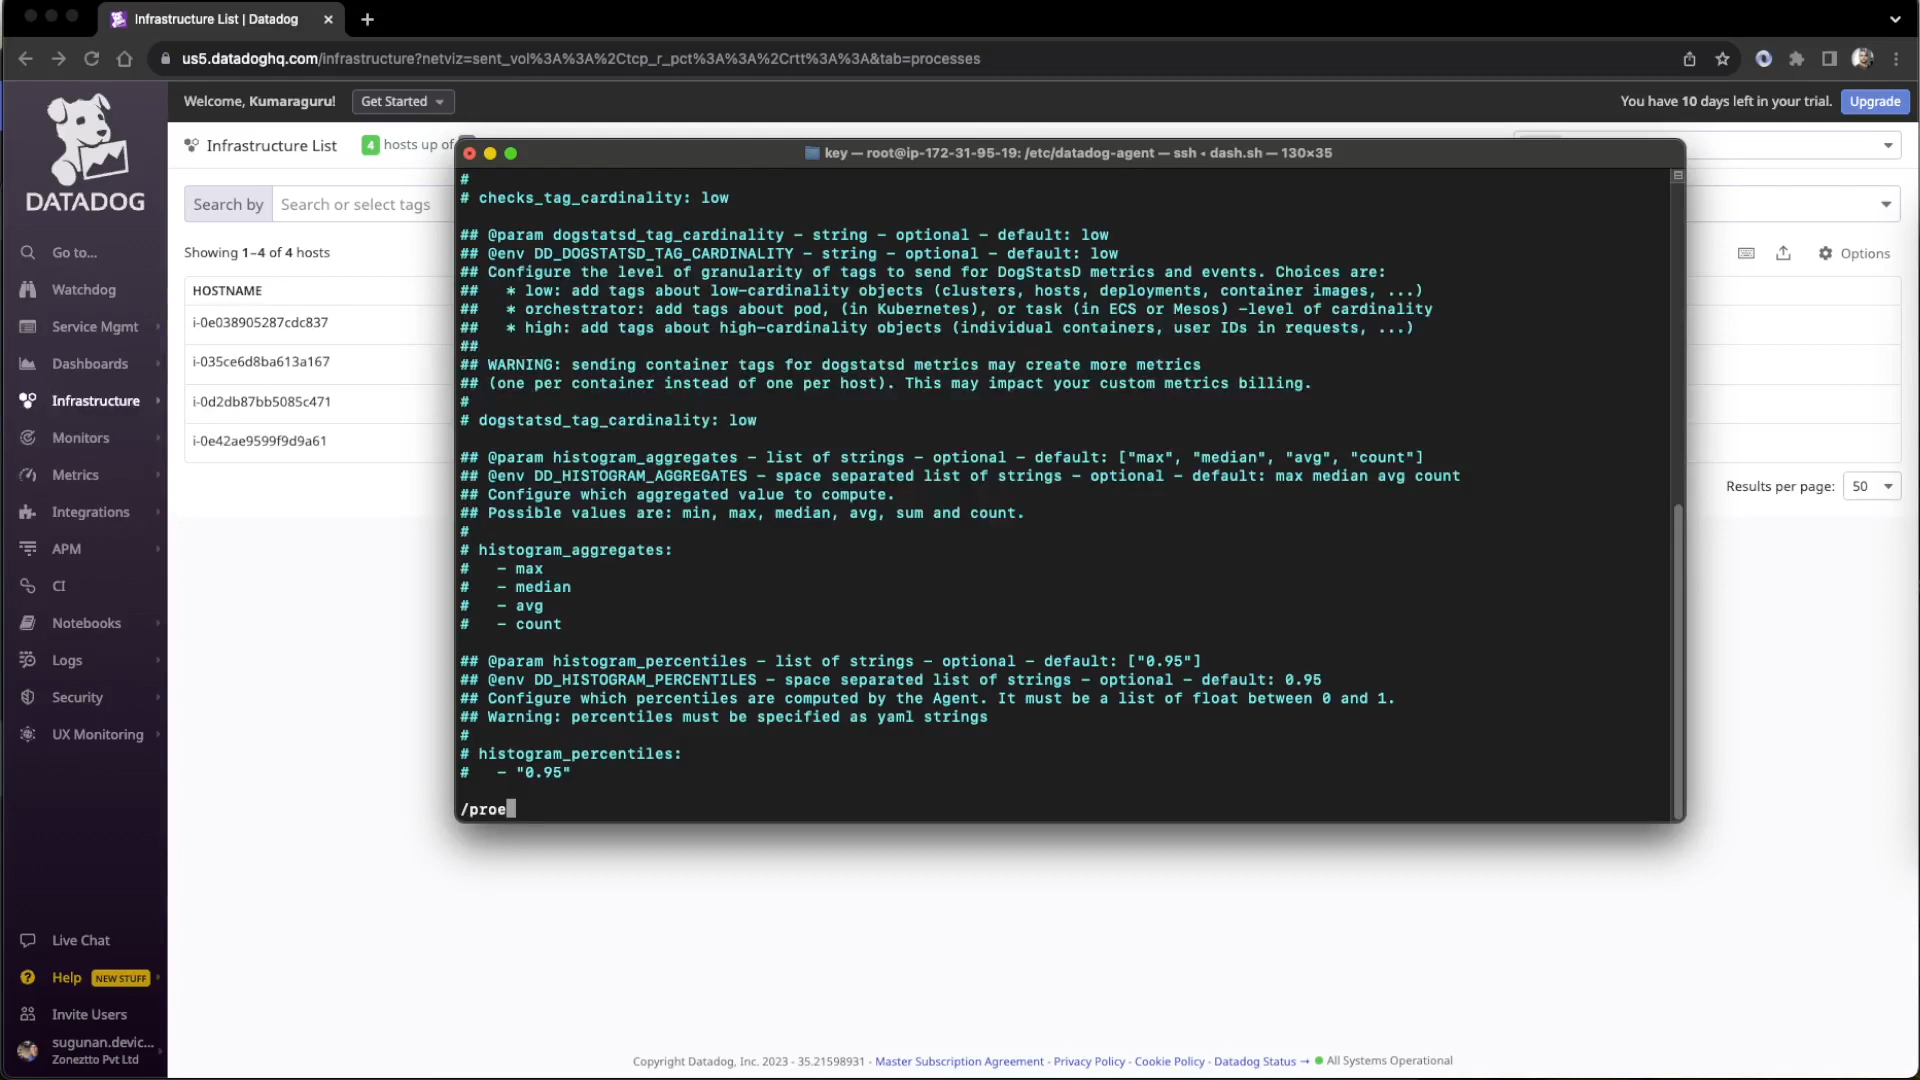 Infrastructure List | Datadog
us5.datadoghq.com/infrastructure?netviz=sent_vol%3A%3A%2Ctcp_r_pct%3A%3A%2Crtt%3A%3A&tab=processes
Welcome, Kumaraguru!
Get Started
You have 10 days left in your trial.
Upgrade
DATADOG
Go to...
Watchdog
Service Mgmt
Dashboards
Infrastructure
Monitors
Metrics
Integrations
APM
CI
Notebooks
Logs
Security
UX Monitoring
Live Chat
Help NEW STUFF
Invite Users
sugunan.devic...
Zoneztto Pvt Ltd
Infrastructure List
4 hosts up of
Search by
Search or select tags
Showing 1–4 of 4 hosts
Options
HOSTNAME
i-0e038905287cdc837
i-035ce6d8ba613a167
i-0d2db87bb5085c471
i-0e42ae9599f9d9a61
Results per page: 50
key — root@ip-172-31-95-19: /etc/datadog-agent — ssh ◂ dash.sh — 130×35
#
# checks_tag_cardinality: low
## @param dogstatsd_tag_cardinality - string - optional - default: low
## @env DD_DOGSTATSD_TAG_CARDINALITY - string - optional - default: low
## Configure the level of granularity of tags to send for DogStatsD metrics and events. Choices are:
##   * low: add tags about low-cardinality objects (clusters, hosts, deployments, container images, ...)
##   * orchestrator: add tags about pod, (in Kubernetes), or task (in ECS or Mesos) -level of cardinality
##   * high: add tags about high-cardinality objects (individual containers, user IDs in requests, ...)
##
## WARNING: sending container tags for dogstatsd metrics may create more metrics
## (one per container instead of one per host). This may impact your custom metrics billing.
#
# dogstatsd_tag_cardinality: low
## @param histogram_aggregates - list of strings - optional - default: ["max", "median", "avg", "count"]
## @env DD_HISTOGRAM_AGGREGATES - space separated list of strings - optional - default: max median avg count
## Configure which aggregated value to compute.
## Possible values are: min, max, median, avg, sum and count.
#
# histogram_aggregates:
#   - max
#   - median
#   - avg
#   - count
## @param histogram_percentiles - list of strings - optional - default: ["0.95"]
## @env DD_HISTOGRAM_PERCENTILES - space separated list of strings - optional - default: 0.95
## Configure which percentiles are computed by the Agent. It must be a list of float between 0 and 1.
## Warning: percentiles must be specified as yaml strings
#
# histogram_percentiles:
#   - "0.95"
/proe
Copyright Datadog, Inc. 2023 - 35.21598931 - Master Subscription Agreement - Privacy Policy - Cookie Policy - Datadog Status → All Systems Operational